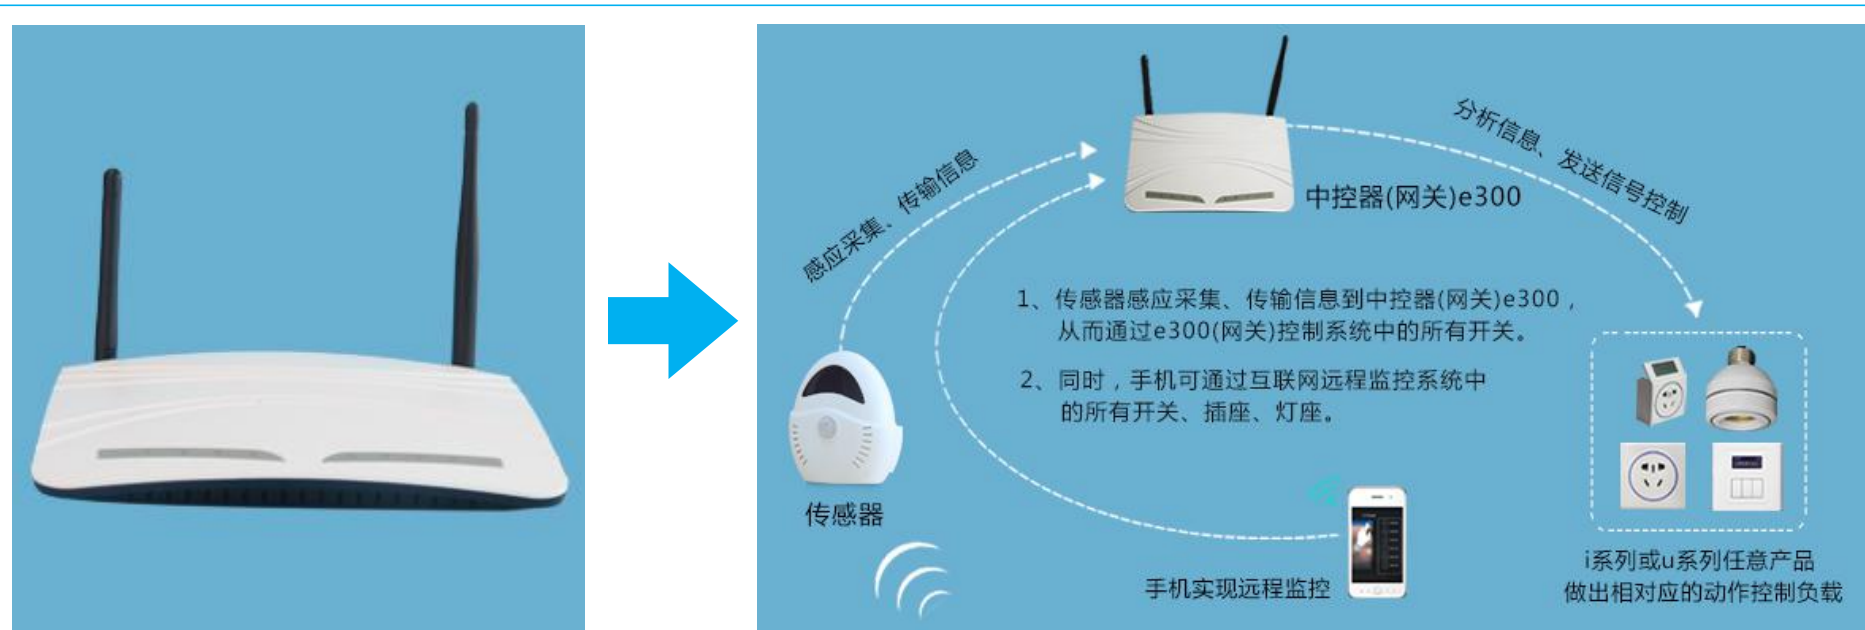 感应采集、传输信息
分析信息、发送信号控制
中控器(网关)e300
1、传感器感应采集、传输信息到中控器(网关)e300，
从而通过e300(网关)控制系统中的所有开关。
2、同时，手机可通过互联网远程监控系统中
的所有开关、插座、灯座。
传感器
手机实现远程监控
i系列或u系列任意产品
做出相对应的动作控制负载